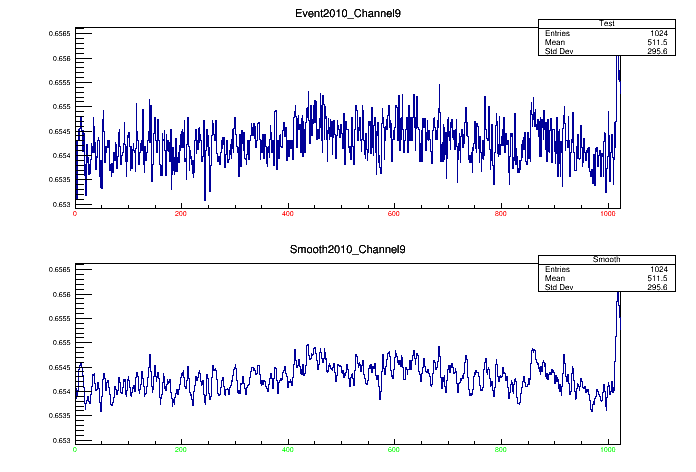 Event2010_Channel9
Test
Entries 1024
Mean 511.5
Std Dev 295.6
0.6565
0.656
0.6555
0.655
0.6545
0.654
0.6535
0.653
0 200 400 600 800 1000
Smooth2010_Channel9
Smooth
Entries 1024
Mean 511.5
Std Dev 295.6
0.6565
0.656
0.6555
0.655
0.6545
0.654
0.6535
0.653
0 200 400 600 800 1000